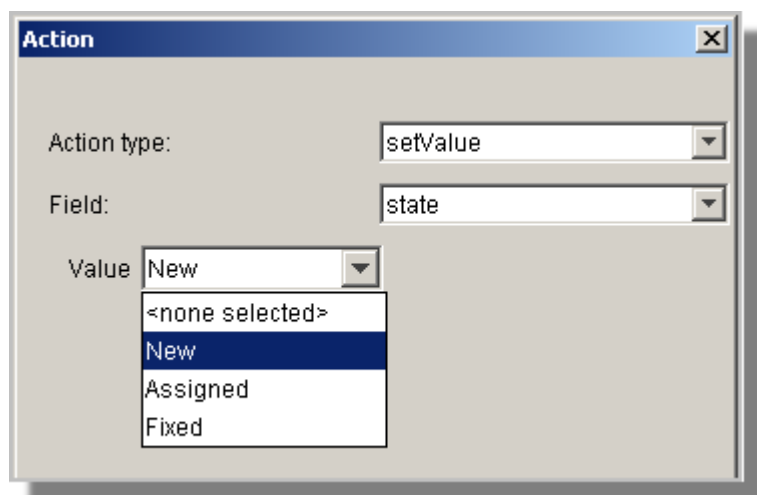 Action
Action type: setValue
Field: state
Value New
<none selected>
New
Assigned
Fixed